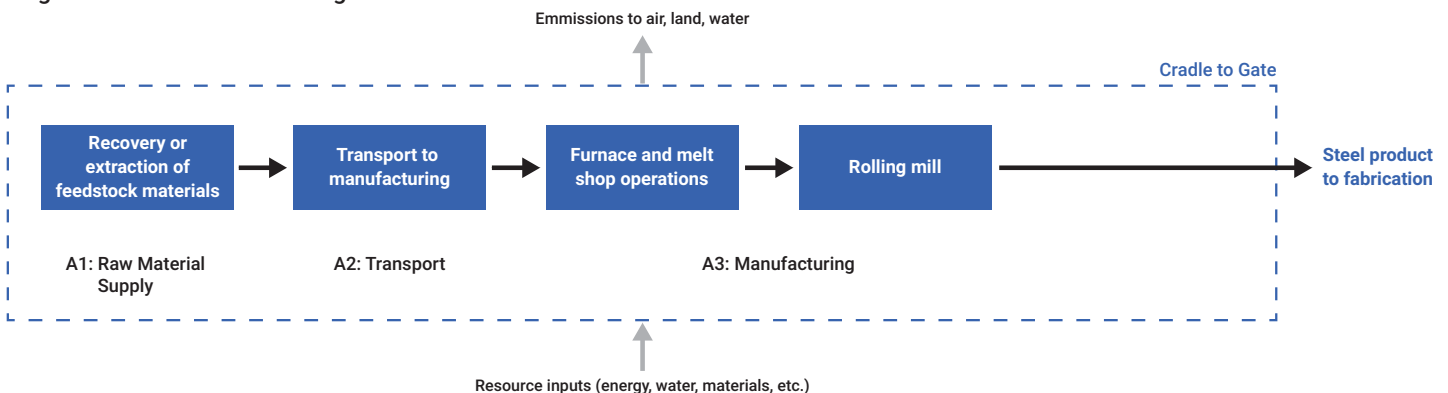 Emmissions to air, land, water
Cradle to Gate
Recovery or
extraction of
feedstock materials
Transport to
manufacturing
Furnace and melt
shop operations
Rolling mill
Steel product
to fabrication
A1: Raw Material
Supply
A2: Transport
A3: Manufacturing
Resource inputs (energy, water, materials, etc.)